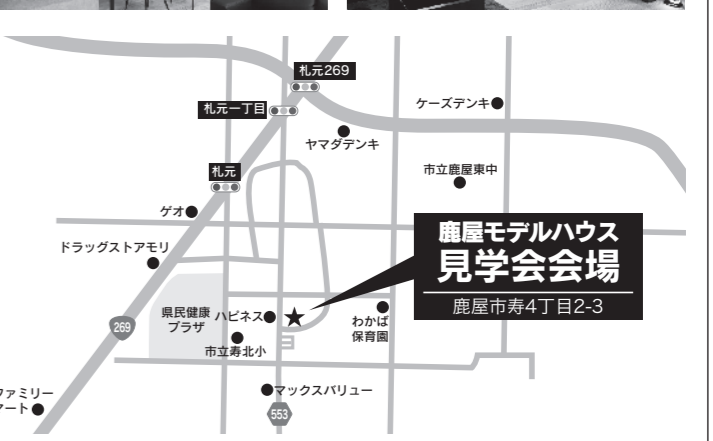 札元269
札元一丁目
ケーズデンキ
ヤマダデンキ
札元
市立鹿屋東中
ゲオ
鹿屋モデルハウス
見学会会場
鹿屋市寿4丁目2-3
ドラッグストアモリ
県民健康
プラザ
ハピネス
わかば
保育園
269
市立寿北小
マックスバリュー
ファミリー
マート
553